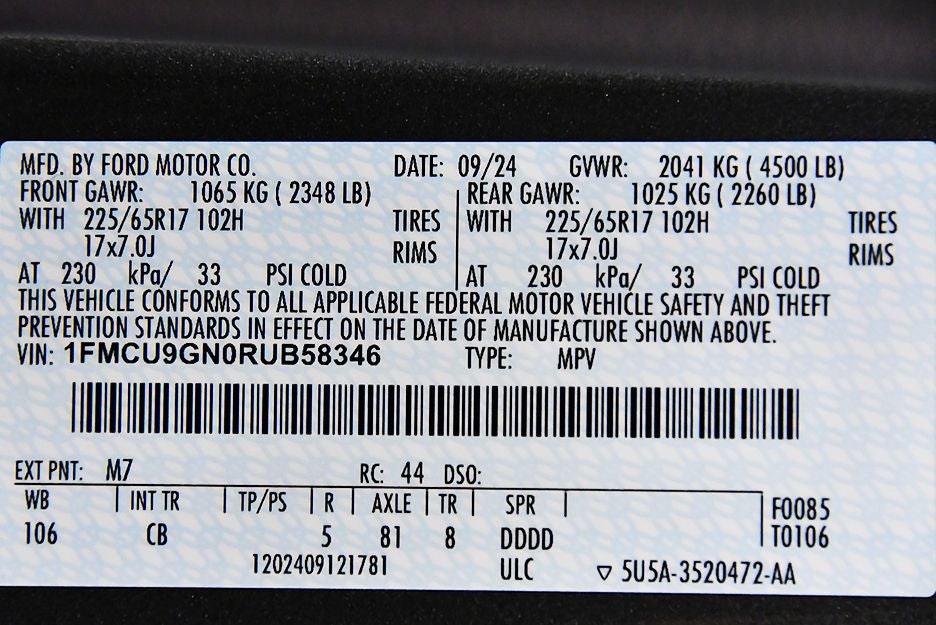 MFD. BY FORD MOTOR CO. DATE: 09/24 GVWR: 2041 KG ( 4500 LB)
FRONT GAWR: 1065 KG ( 2348 LB) REAR GAWR: 1025 KG ( 2260 LB)
WITH 225/65R17 102H TIRES WITH 225/65R17 102H TIRES
17x7.0J RIMS 17x7.0J RIMS
AT 230 kPa/ 33 PSI COLD AT 230 kPa/ 33 PSI COLD
THIS VEHICLE CONFORMS TO ALL APPLICABLE FEDERAL MOTOR VEHICLE SAFETY AND THEFT
PREVENTION STANDARDS IN EFFECT ON THE DATE OF MANUFACTURE SHOWN ABOVE.
VIN: 1FMCU9GN0RUB58346 TYPE: MPV
EXT PNT: M7 RC: 44 DSO:
WB INT TR TP/PS R AXLE TR SPR F0085
106 CB 5 81 8 DDDD T0106
1202409121781 ULC ▽ 5U5A-3520472-AA